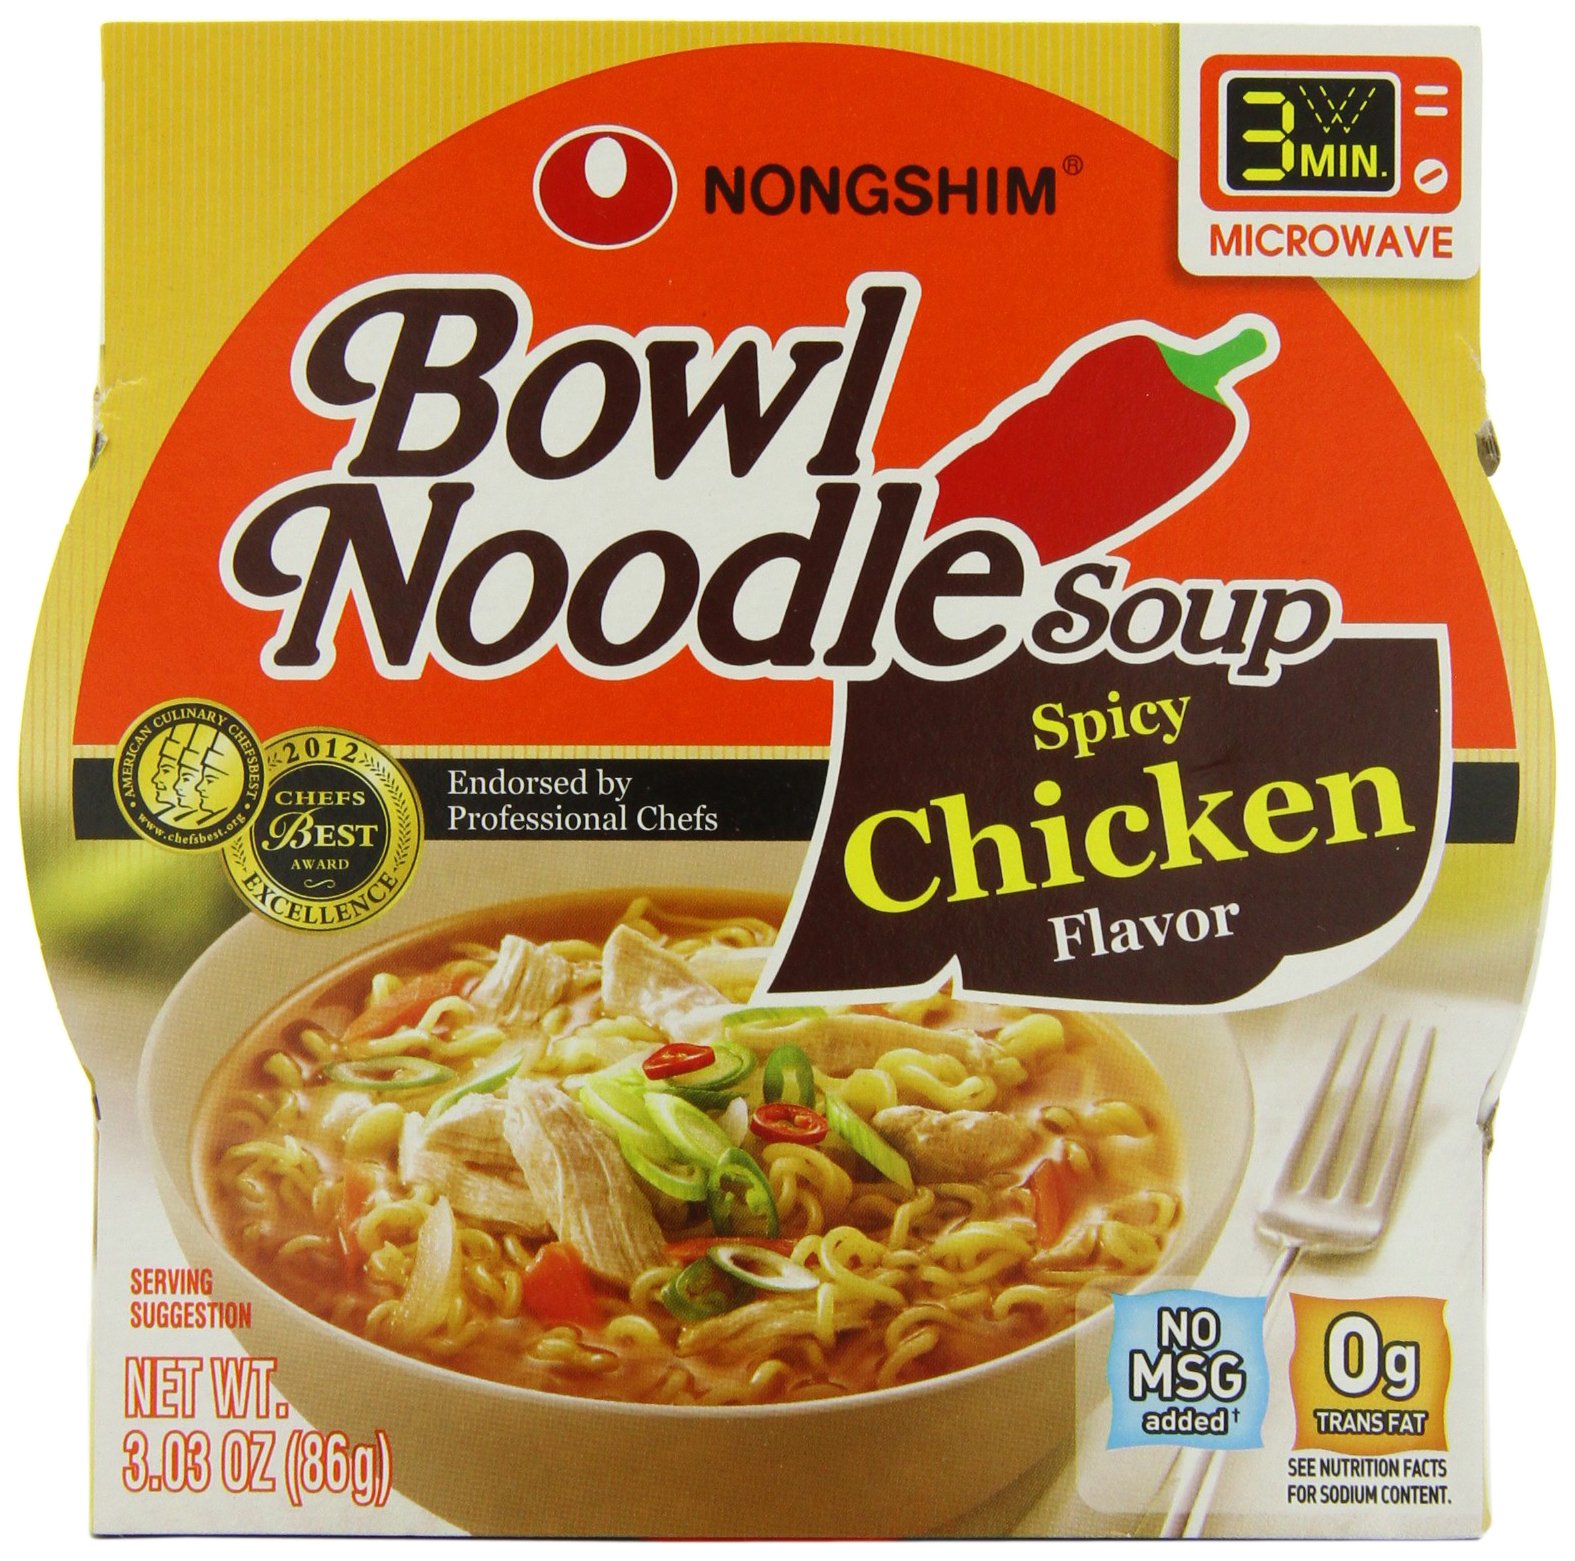 NONGSHIM®
3 MIN.
MICROWAVE
Bowl
Noodle Soup
Spicy
Chicken
Flavor
AMERICAN CULINARY CHEFSBEST
www.chefsbest.org
2012
CHEFS
BEST
AWARD
EXCELLENCE
Endorsed by
Professional Chefs
SERVING
SUGGESTION
NET WT.
3.03 OZ (86g)
NO
MSG
added†
0g
TRANS FAT
SEE NUTRITION FACTS
FOR SODIUM CONTENT.